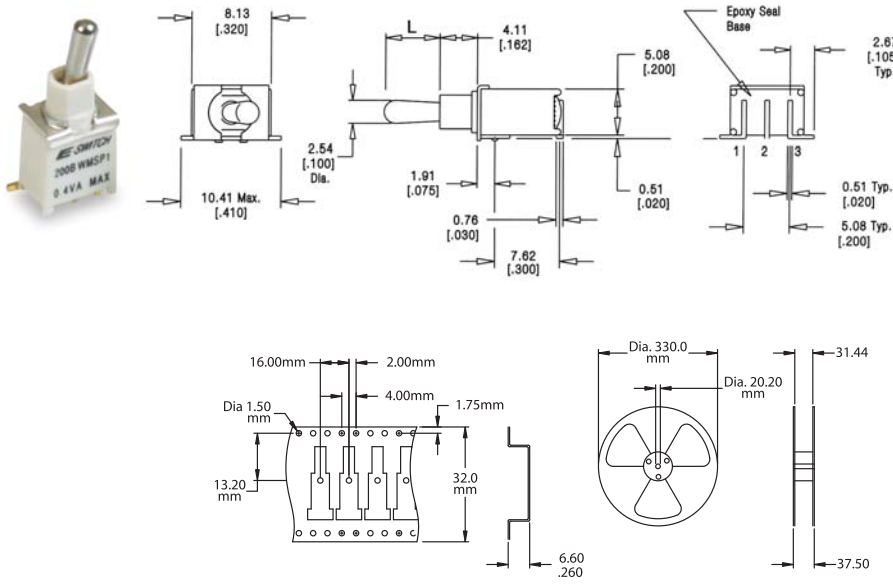 8.13
[.320]
10.41 Max.
[.410]
E-SWITCH
200B WMSP1
0.4VA MAX
L
4.11
[.162]
5.08
[.200]
2.54
[.100]
Dia.
1.91
[.075]
0.76
[.030]
7.62
[.300]
0.51
[.020]
Epoxy Seal
Base
2.67
[.105]
Typ
1 2 3
0.51 Typ.
[.020]
5.08 Typ.
[.200]
16.00mm
2.00mm
4.00mm
1.75mm
Dia 1.50
mm
13.20
mm
32.0
mm
6.60
.260
Dia. 330.0
mm
Dia. 20.20
mm
31.44
37.50